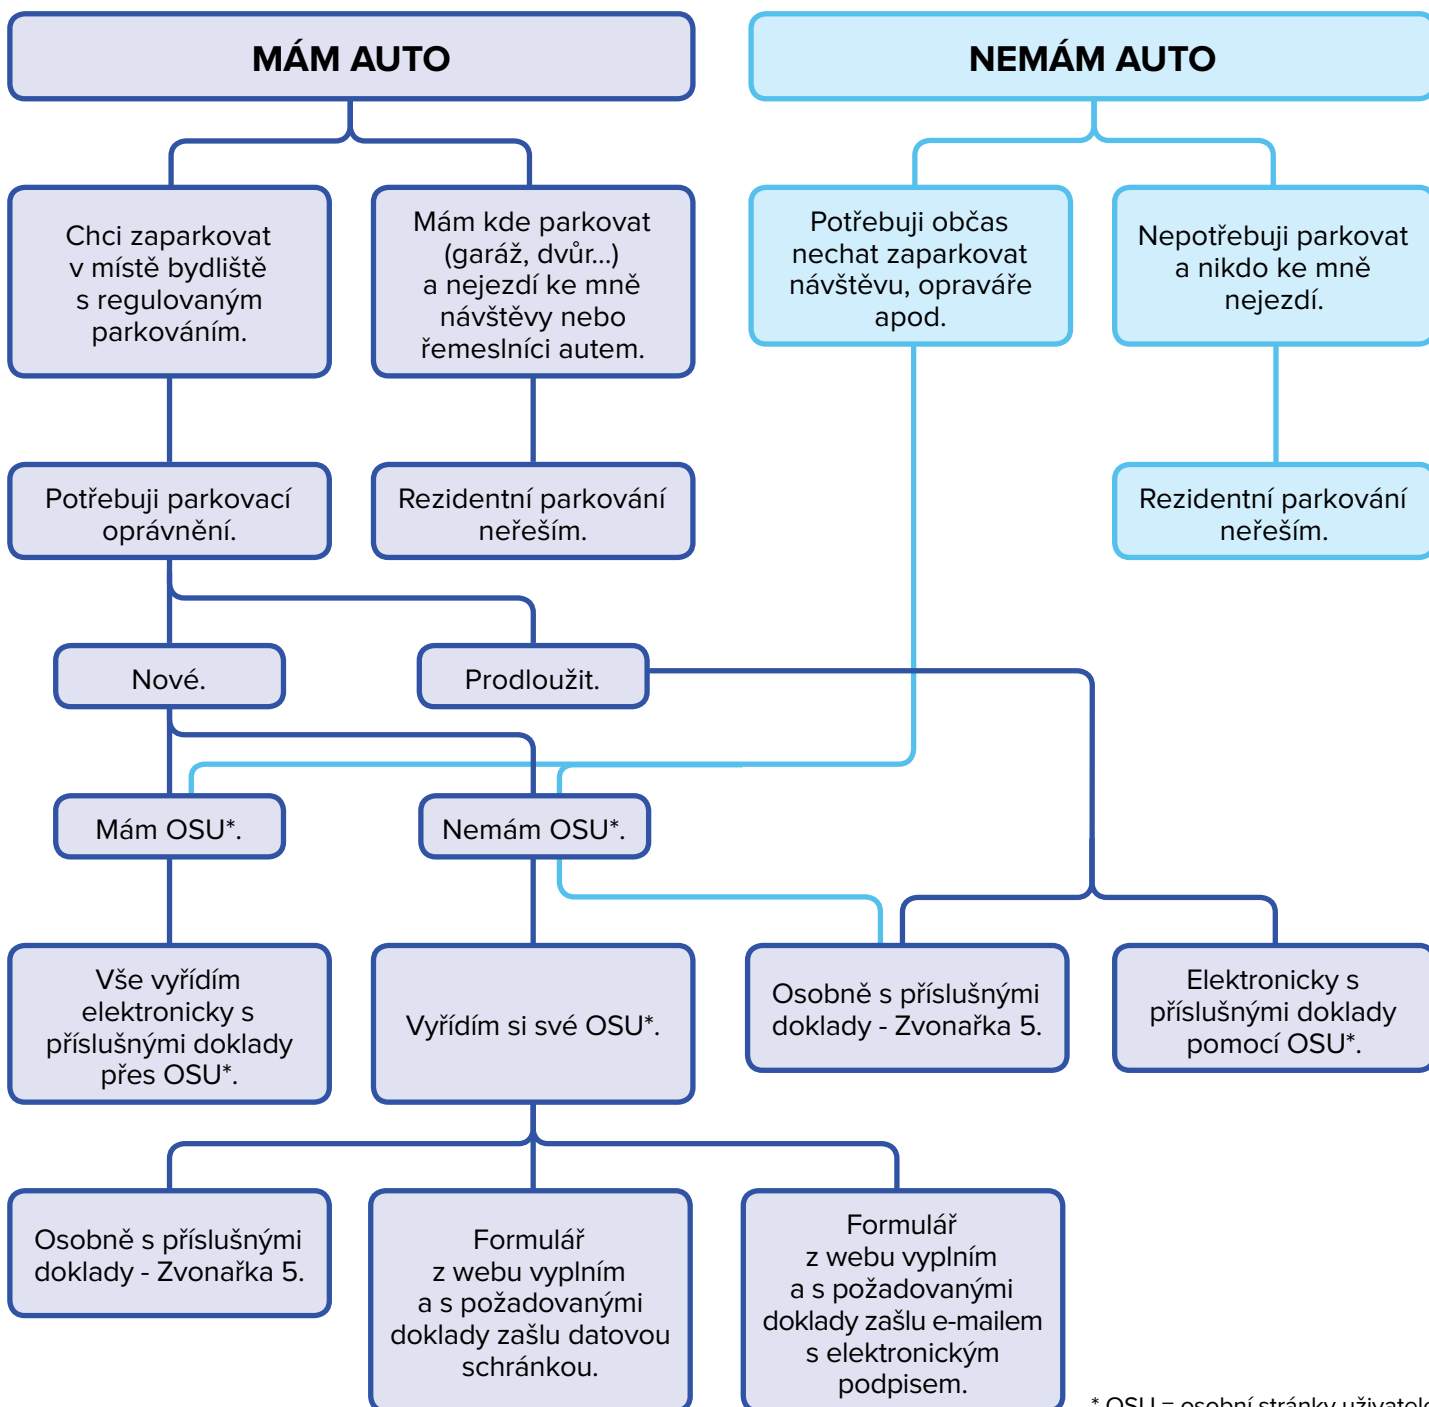 MÁM AUTO
NEMÁM AUTO
Chci zaparkovat
v místě bydliště
s regulovaným
parkováním.
Mám kde parkovat
(garáž, dvůr...)
a nejezdí ke mně
návštěvy nebo
řemeslníci autem.
Potřebuji občas
nechat zaparkovat
návštěvu, opraváře
apod.
Nepotřebuji parkovat
a nikdo ke mně
nejezdí.
Potřebuji parkovací
oprávnění.
Rezidentní parkování
neřeším.
Rezidentní parkování
neřeším.
Nové.
Prodloužit.
Mám OSU*.
Nemám OSU*.
Vše vyřídím
elektronicky s
příslušnými doklady
přes OSU*.
Vyřídím si své OSU*.
Osobně s příslušnými
doklady - Zvonařka 5.
Elektronicky s
příslušnými doklady
pomocí OSU*.
Osobně s příslušnými
doklady - Zvonařka 5.
Formulář
z webu vyplním
a s požadovanými
doklady zašlu datovou
schránkou.
Formulář
z webu vyplním
a s požadovanými
doklady zašlu e-mailem
s elektronickým
podpisem.
* OSU = osobní stránky